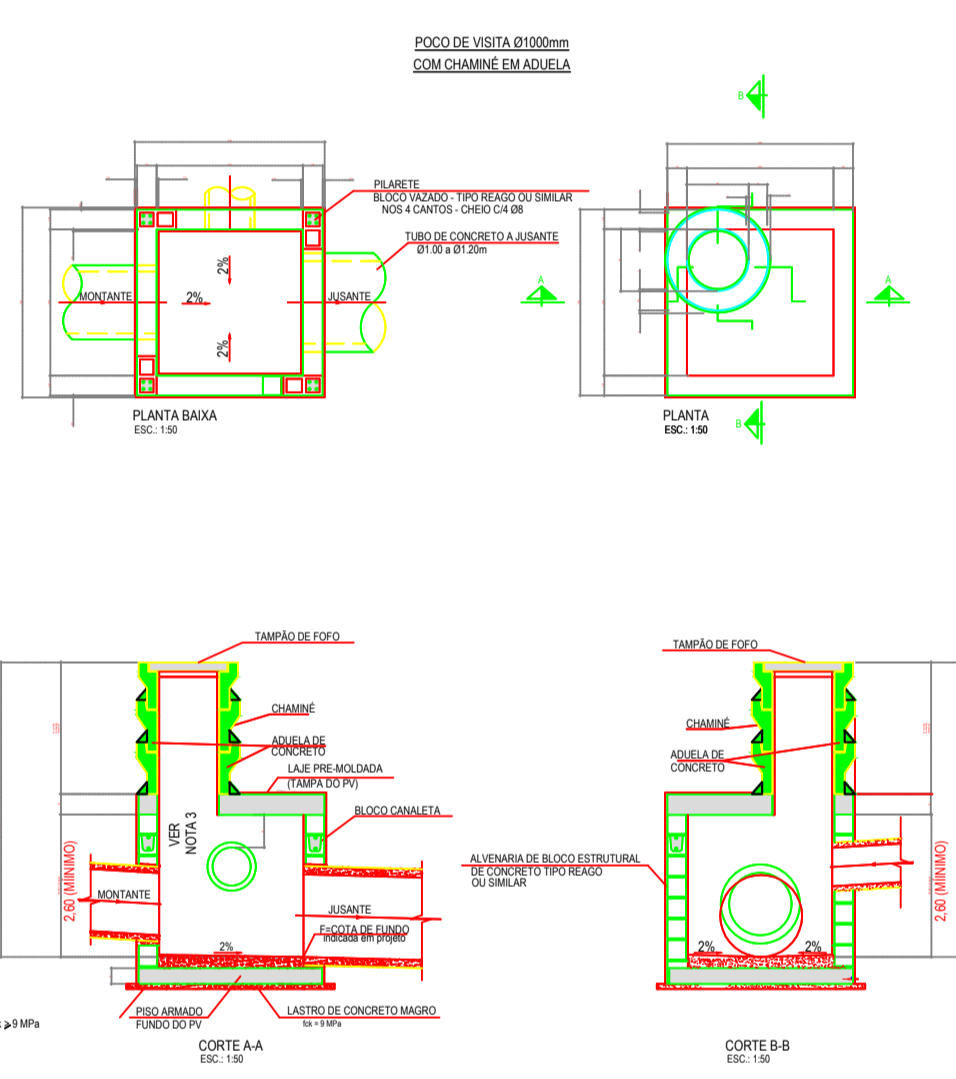 POCO DE VISITA Ø1000mm
COM CHAMINÉ EM ADUELA
B
PILARETE
BLOCO VAZADO - TIPO REAGO OU SIMILAR
NOS 4 CANTOS - CHEIO C/4 Ø8
TUBO DE CONCRETO A JUSANTE
Ø1.00 a Ø1.20m
2%
MONTANTE
2%
JUSANTE
2%
A
A
PLANTA BAIXA
ESC.: 1:50
PLANTA
ESC.: 1:50
B
TAMPÃO DE FOFO
CHAMINÉ
ADUELA DE
CONCRETO
LAJE PRE-MOLDADA
(TAMPA DO PV)
BLOCO CANALETA
VER
NOTA 3
2,60 (MIINIMO)
MONTANTE
JUSANTE
F=COTA DE FUNDO
indicada em projeto
2%
PISO ARMADO
FUNDO DO PV
LASTRO DE CONCRETO MAGRO
fck = 9 MPa
9 MPa
CORTE A-A
ESC.: 1:50
TAMPÃO DE FOFO
CHAMINÉ
ADUELA DE
CONCRETO
ALVENARIA DE BLOCO ESTRUTURAL
DE CONCRETO TIPO REAGO
OU SIMILAR
2,60 (MIINIMO)
2%
2%
CORTE B-B
ESC.: 1:50